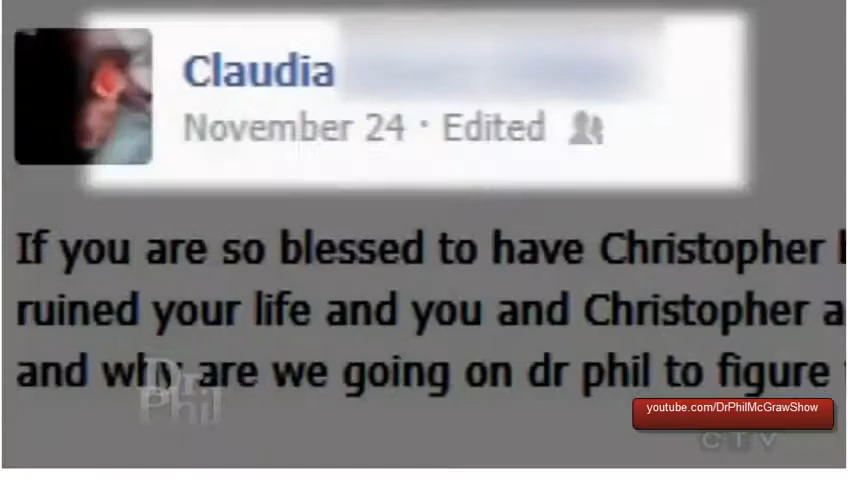 Claudia
November 24 · Edited
If you are so blessed to have Christopher
ruined your life and you and Christopher
and why are we going on dr phil to figure
Dr.
Phil
youtube.com/DrPhilMcGrawShow
CTV